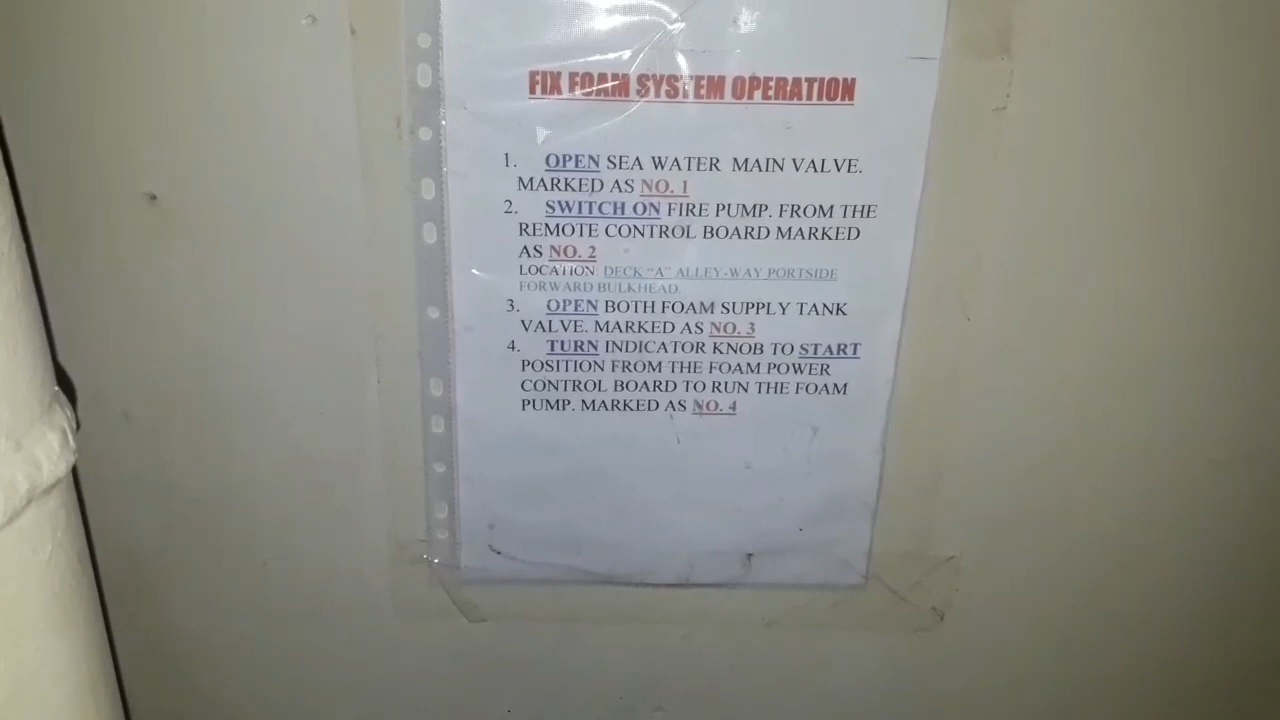 FIX FOAM SYSTEM OPERATION
1. OPEN SEA WATER MAIN VALVE.
MARKED AS NO. 1
2. SWITCH ON FIRE PUMP. FROM THE
REMOTE CONTROL BOARD MARKED
AS NO. 2
LOCATION: DECK "A" ALLEY-WAY PORTSIDE
FORWARD BULKHEAD.
3. OPEN BOTH FOAM SUPPLY TANK
VALVE. MARKED AS NO. 3
4. TURN INDICATOR KNOB TO START
POSITION FROM THE FOAM POWER
CONTROL BOARD TO RUN THE FOAM
PUMP. MARKED AS NO. 4